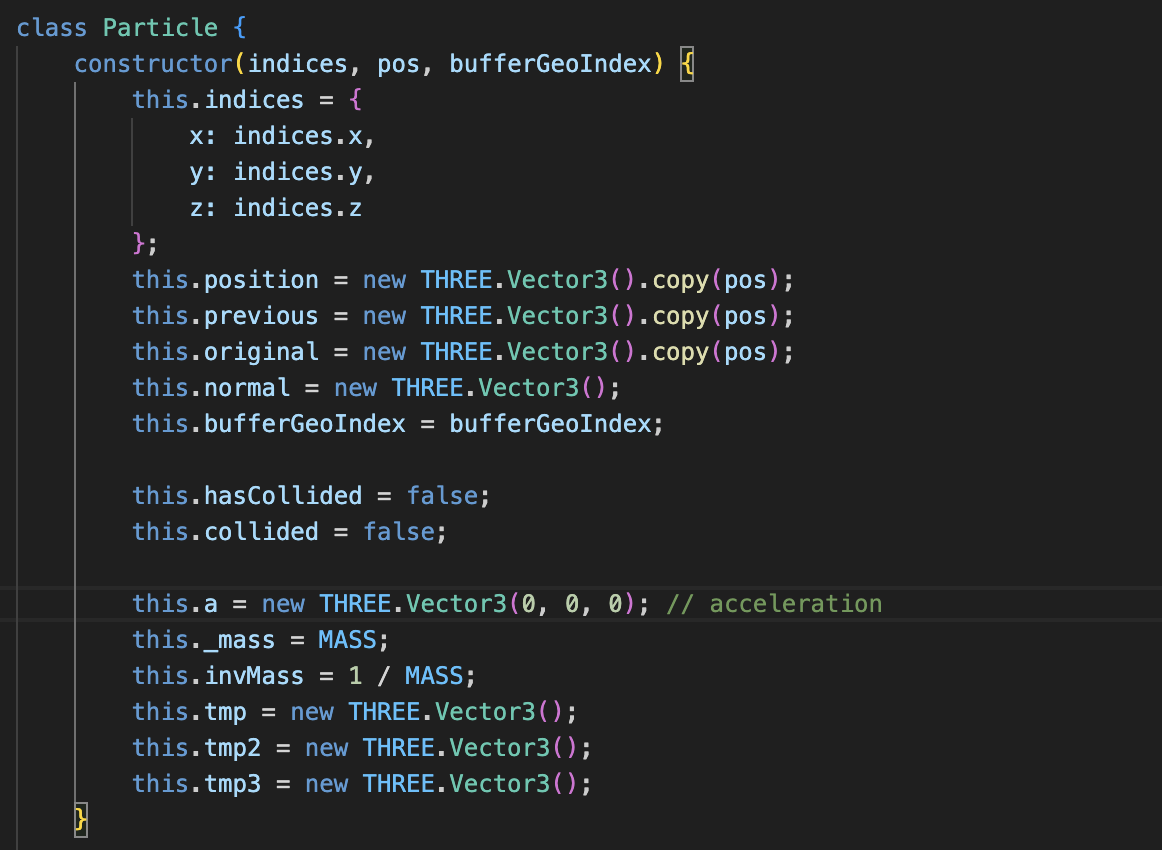 class Particle {
    constructor(indices, pos, bufferGeoIndex) {
        this.indices = {
            x: indices.x,
            y: indices.y,
            z: indices.z
        };
        this.position = new THREE.Vector3().copy(pos);
        this.previous = new THREE.Vector3().copy(pos);
        this.original = new THREE.Vector3().copy(pos);
        this.normal = new THREE.Vector3();
        this.bufferGeoIndex = bufferGeoIndex;

        this.hasCollided = false;
        this.collided = false;

        this.a = new THREE.Vector3(0, 0, 0); // acceleration
        this._mass = MASS;
        this.invMass = 1 / MASS;
        this.tmp = new THREE.Vector3();
        this.tmp2 = new THREE.Vector3();
        this.tmp3 = new THREE.Vector3();
    }